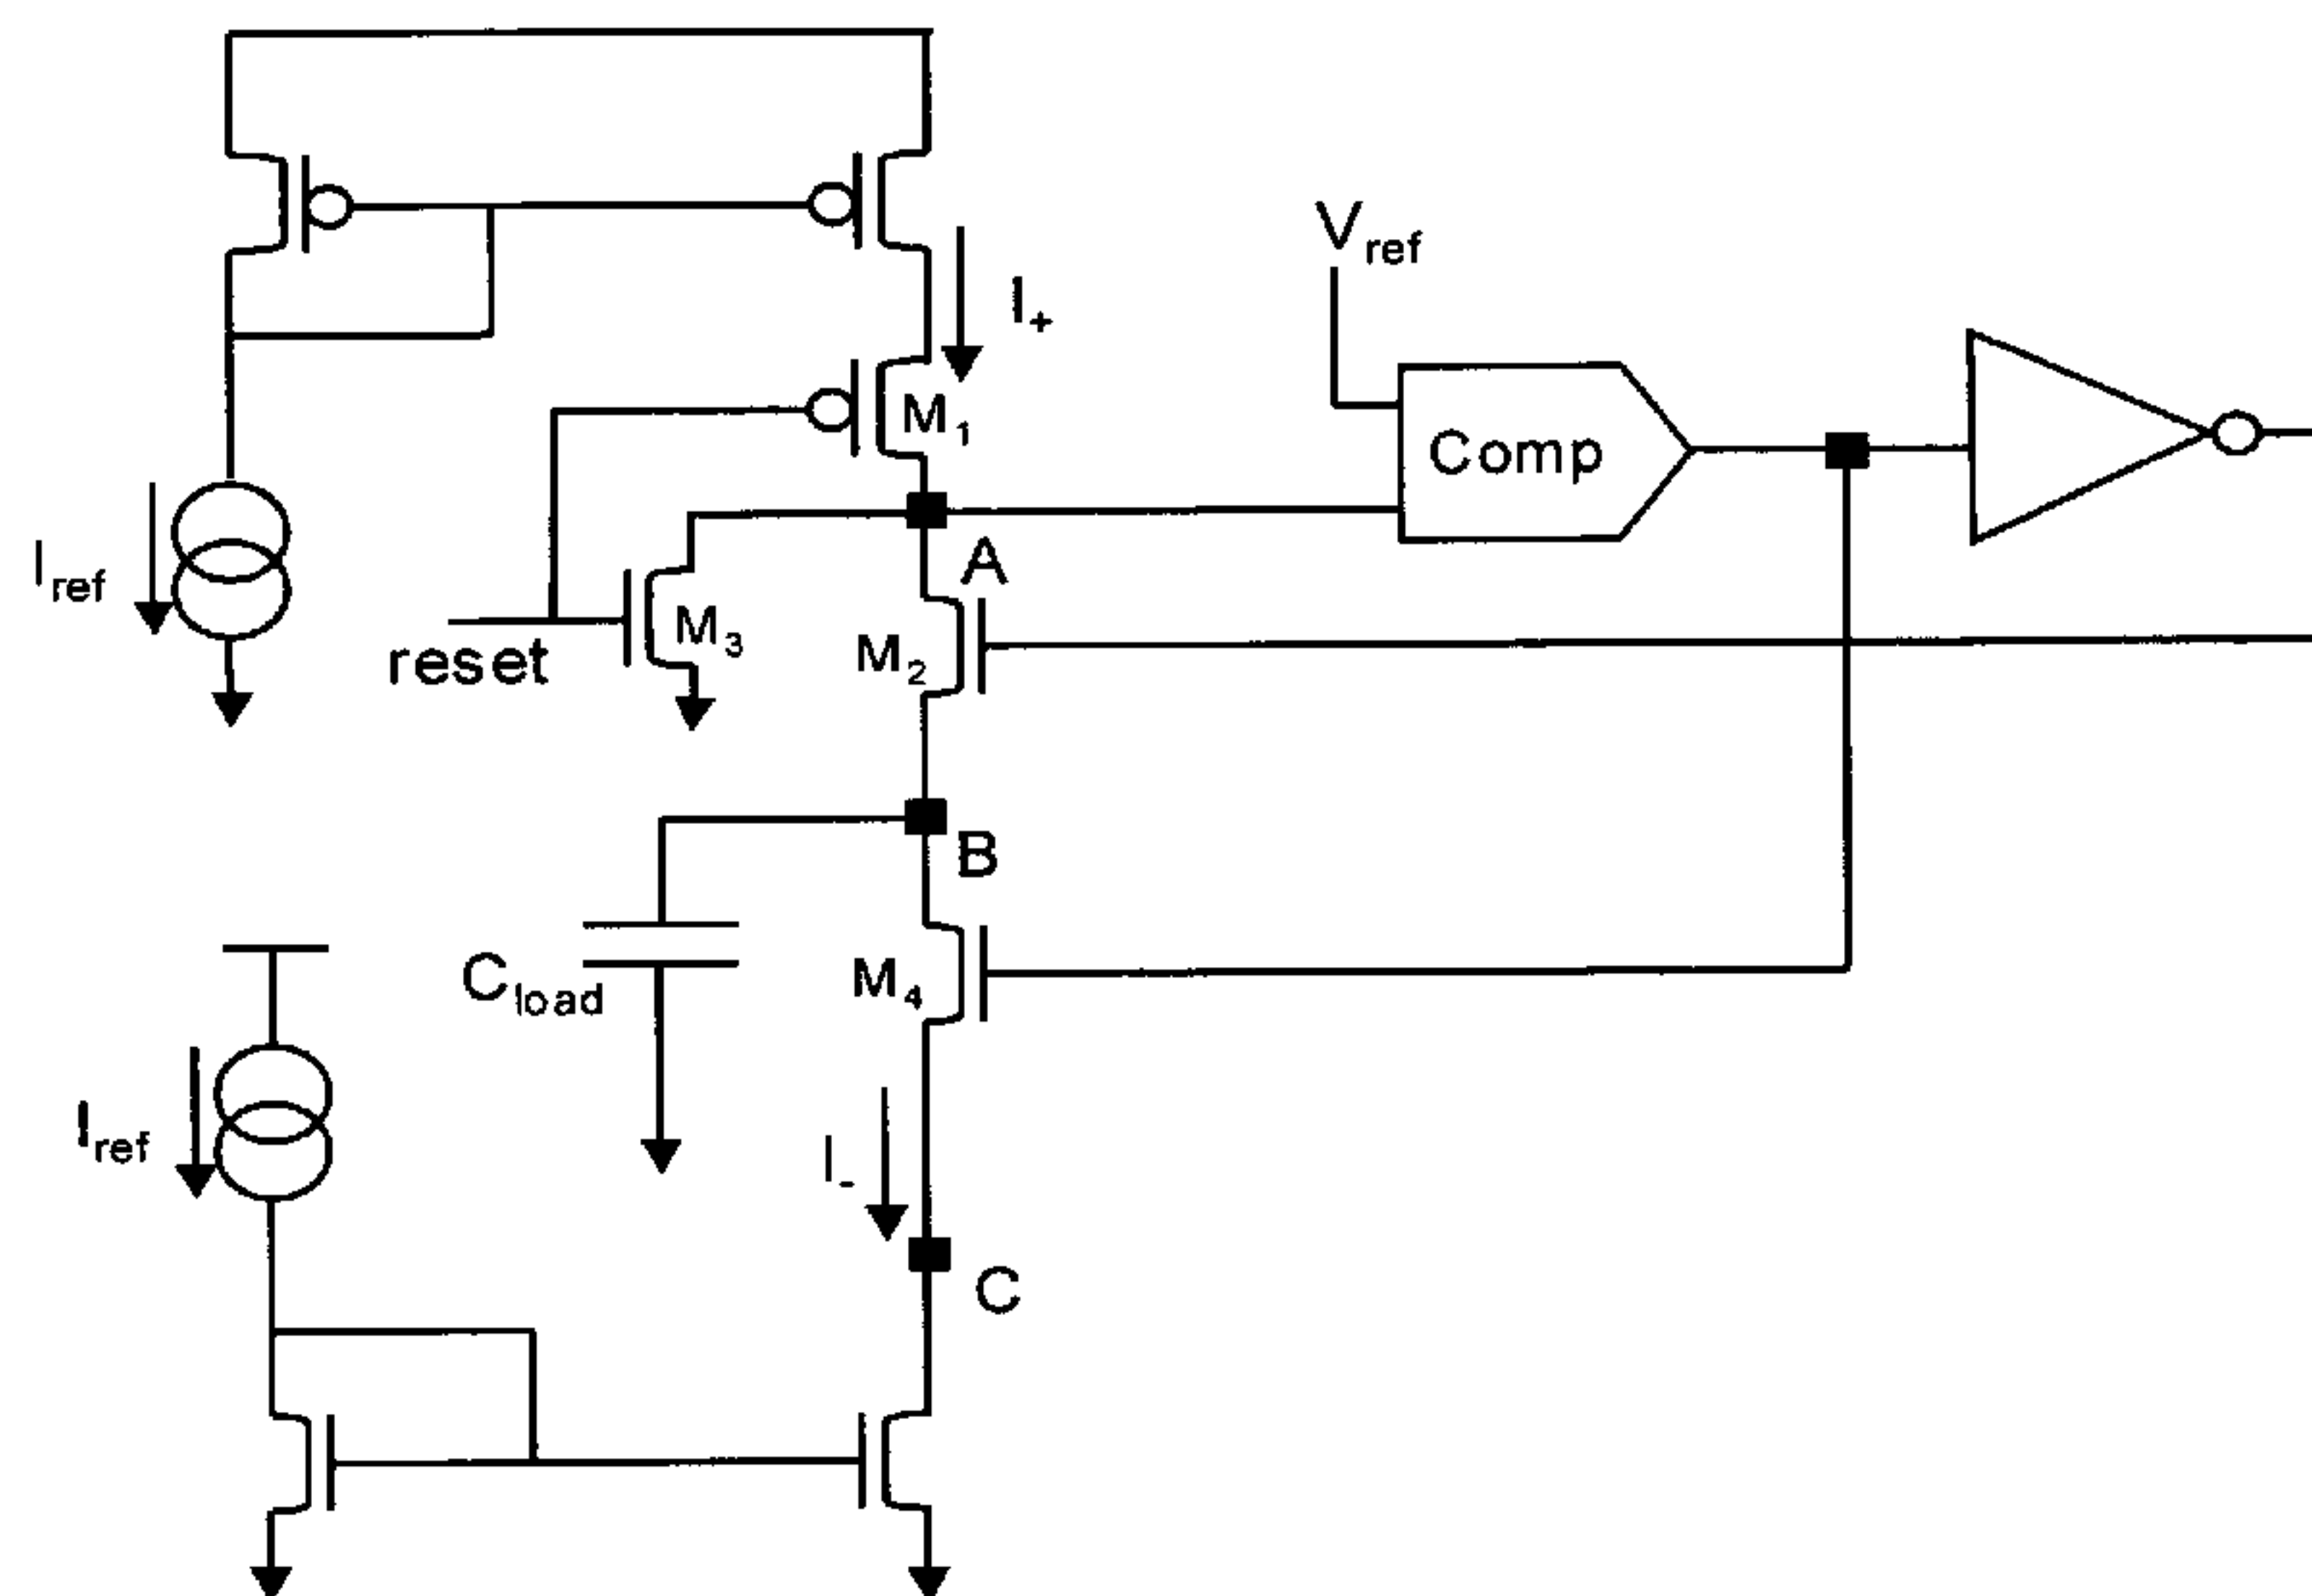 I+
Vref
M1
Comp
Iref
A
M3
reset
M2
B
Cload
M4
Iref
I-
C